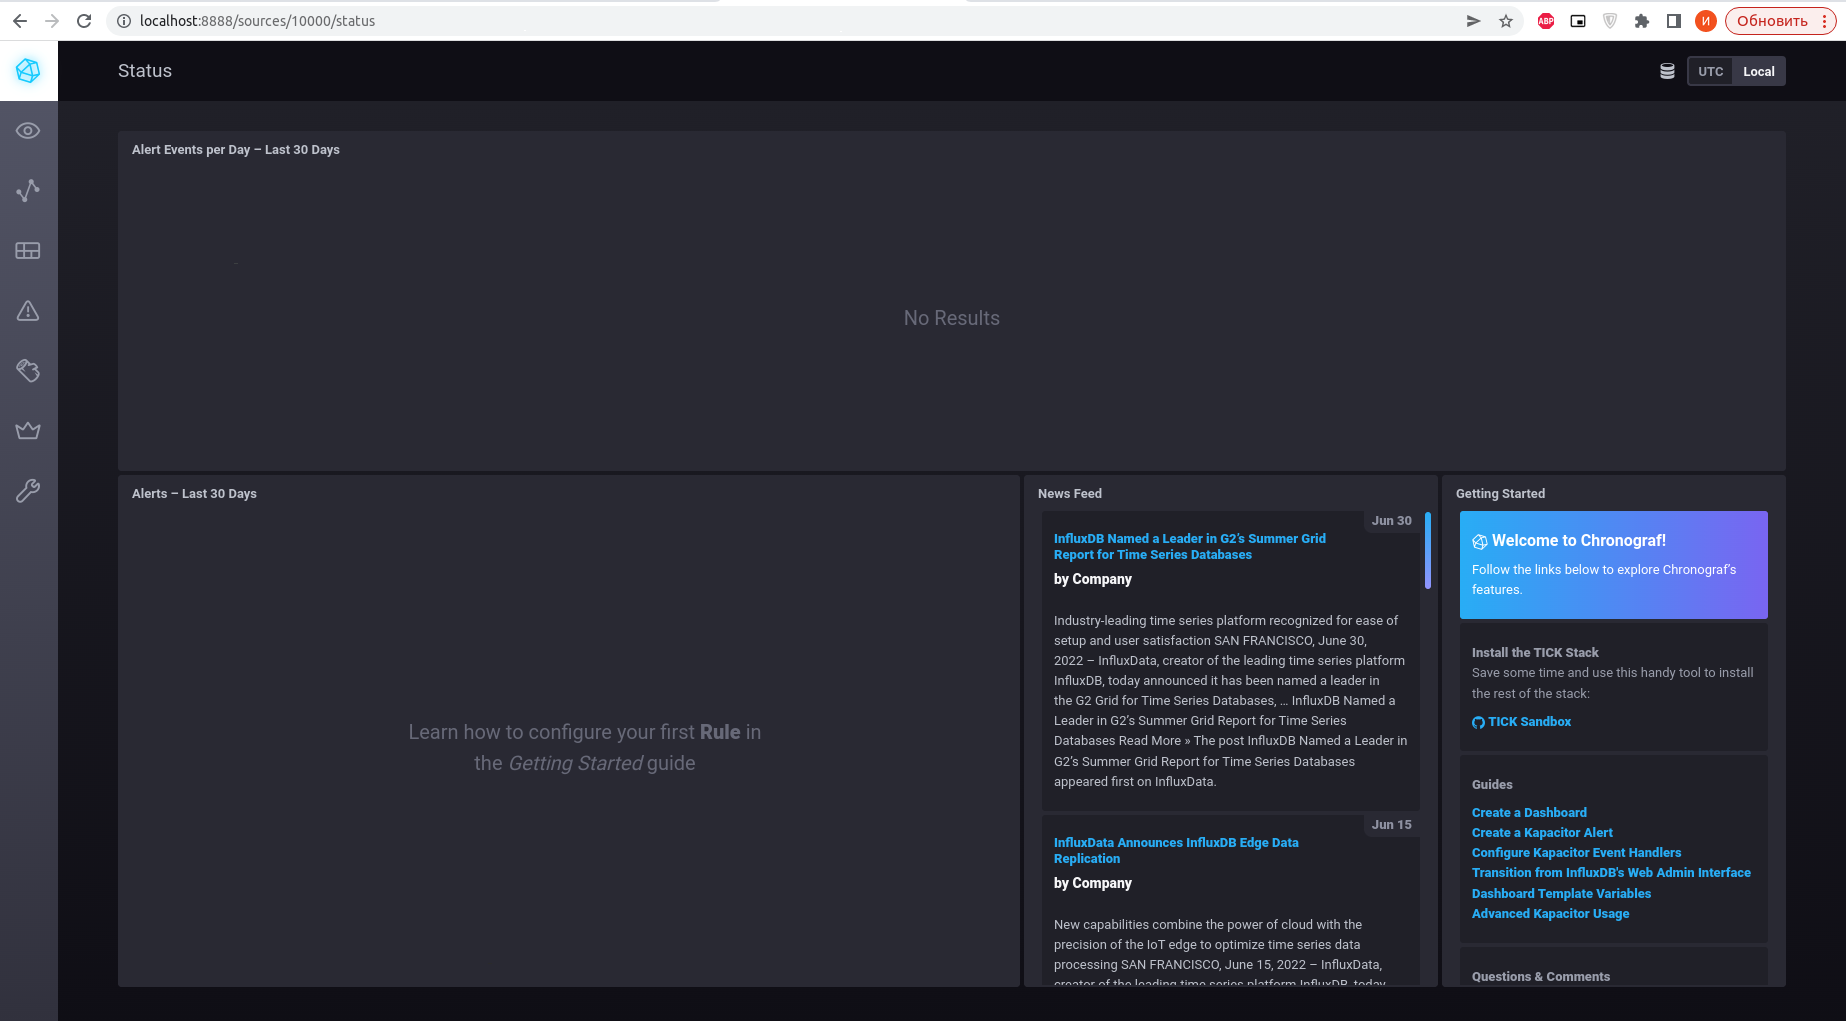 localhost:8888/sources/10000/status
ABP
И
Обновить
Status
UTC
Local
Alert Events per Day – Last 30 Days
No Results
Alerts – Last 30 Days
Learn how to configure your first Rule in
the Getting Started guide
News Feed
Jun 30
InfluxDB Named a Leader in G2’s Summer Grid
Report for Time Series Databases
by Company
Industry-leading time series platform recognized for ease of
setup and user satisfaction SAN FRANCISCO, June 30,
2022 – InfluxData, creator of the leading time series platform
InfluxDB, today announced it has been named a leader in
the G2 Grid for Time Series Databases, … InfluxDB Named a
Leader in G2’s Summer Grid Report for Time Series
Databases Read More » The post InfluxDB Named a Leader in
G2’s Summer Grid Report for Time Series Databases
appeared first on InfluxData.
Jun 15
InfluxData Announces InfluxDB Edge Data
Replication
by Company
New capabilities combine the power of cloud with the
precision of the IoT edge to optimize time series data
processing SAN FRANCISCO, June 15, 2022 – InfluxData,
creator of the leading time series platform InfluxDB, today
Getting Started
Welcome to Chronograf!
Follow the links below to explore Chronograf’s
features.
Install the TICK Stack
Save some time and use this handy tool to install
the rest of the stack:
TICK Sandbox
Guides
Create a Dashboard
Create a Kapacitor Alert
Configure Kapacitor Event Handlers
Transition from InfluxDB's Web Admin Interface
Dashboard Template Variables
Advanced Kapacitor Usage
Questions & Comments